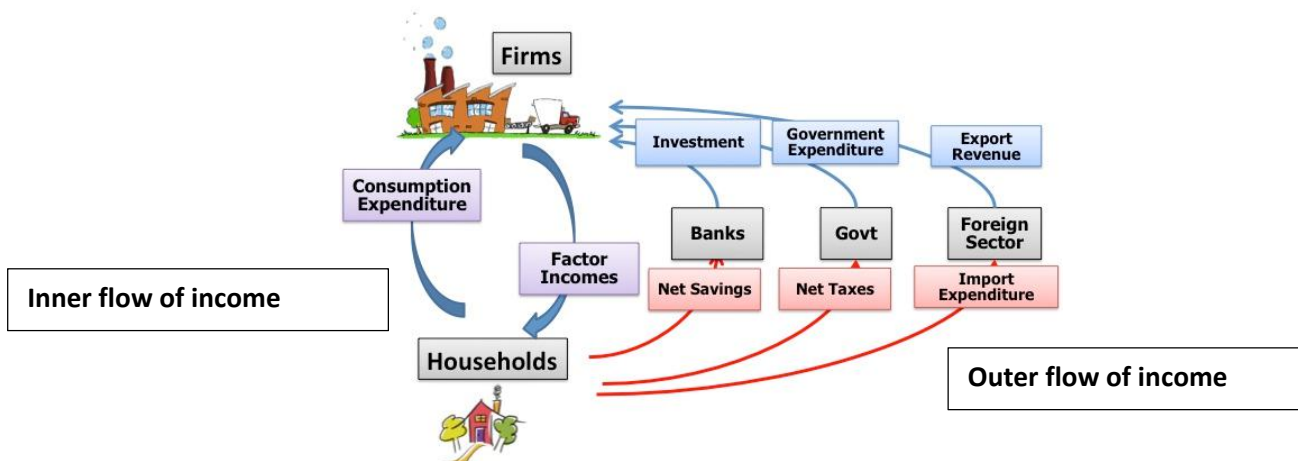 Firms
Investment
Government
Expenditure
Export
Revenue
Consumption
Expenditure
Banks
Govt
Foreign
Sector
Factor
Incomes
Net Savings
Net Taxes
Import
Expenditure
Inner flow of income
Households
Outer flow of income